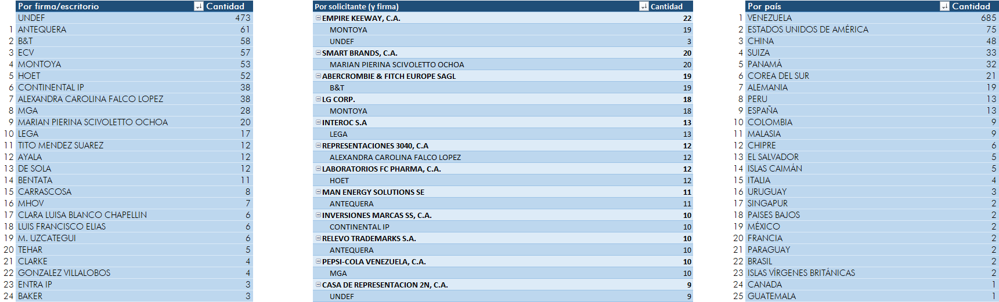 Por firma/escritorio Cantidad
UNDEF 473
1 ANTEQUERA 61
2 B&T 58
3 ECV 57
4 MONTOYA 53
5 HOET 52
6 CONTINENTAL IP 38
7 ALEXANDRA CAROLINA FALCO LOPEZ 38
8 MGA 28
9 MARIAN PIERINA SCIVOLETTO OCHOA 20
10 LEGA 17
11 TITO MENDEZ SUAREZ 12
12 AYALA 12
13 DE SOLA 12
14 BENTATA 11
15 CARRASCOSA 8
16 MHOV 7
17 CLARA LUISA BLANCO CHAPELLIN 6
18 LUIS FRANCISCO ELIAS 6
19 M. UZCATEGUI 6
20 TEHAR 5
21 CLARKE 4
22 GONZALEZ VILLALOBOS 4
23 ENTRA IP 3
24 BAKER 3
Por solicitante (y firma) Cantidad
EMPIRE KEEWAY, C.A. 22
MONTOYA 19
UNDEF 3
SMART BRANDS, C.A. 20
MARIAN PIERINA SCIVOLETTO OCHOA 20
ABERCROMBIE & FITCH EUROPE SAGL 19
B&T 19
LG CORP. 18
MONTOYA 18
INTEROC S.A 13
LEGA 13
REPRESENTACIONES 3040, C.A 12
ALEXANDRA CAROLINA FALCO LOPEZ 12
LABORATORIOS FC PHARMA, C.A. 12
HOET 12
MAN ENERGY SOLUTIONS SE 11
ANTEQUERA 11
INVERSIONES MARCAS SS, C.A. 10
CONTINENTAL IP 10
RELEVO TRADEMARKS S.A. 10
ANTEQUERA 10
PEPSI-COLA VENEZUELA, C.A. 10
MGA 10
CASA DE REPRESENTACION 2N, C.A. 9
UNDEF 9
Por país Cantidad
1 VENEZUELA 685
2 ESTADOS UNIDOS DE AMÉRICA 75
3 CHINA 48
4 SUIZA 33
5 PANAMÁ 32
6 COREA DEL SUR 21
7 ALEMANIA 19
8 PERU 13
9 ESPAÑA 13
10 COLOMBIA 9
11 MALASIA 9
12 CHIPRE 6
13 EL SALVADOR 5
14 ISLAS CAIMÁN 5
15 ITALIA 4
16 URUGUAY 3
17 SINGAPUR 2
18 PAISES BAJOS 2
19 MÉXICO 2
20 FRANCIA 2
21 PARAGUAY 2
22 BRASIL 2
23 ISLAS VÍRGENES BRITÁNICAS 2
24 CANADA 1
25 GUATEMALA 1